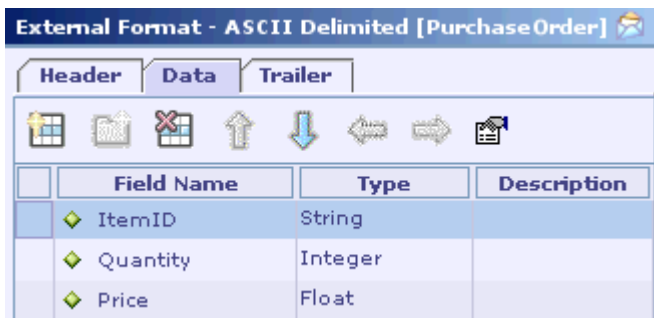 External Format - ASCII Delimited [PurchaseOrder]
Header Data Trailer
Field Name Type Description
ItemID String
Quantity Integer
Price Float